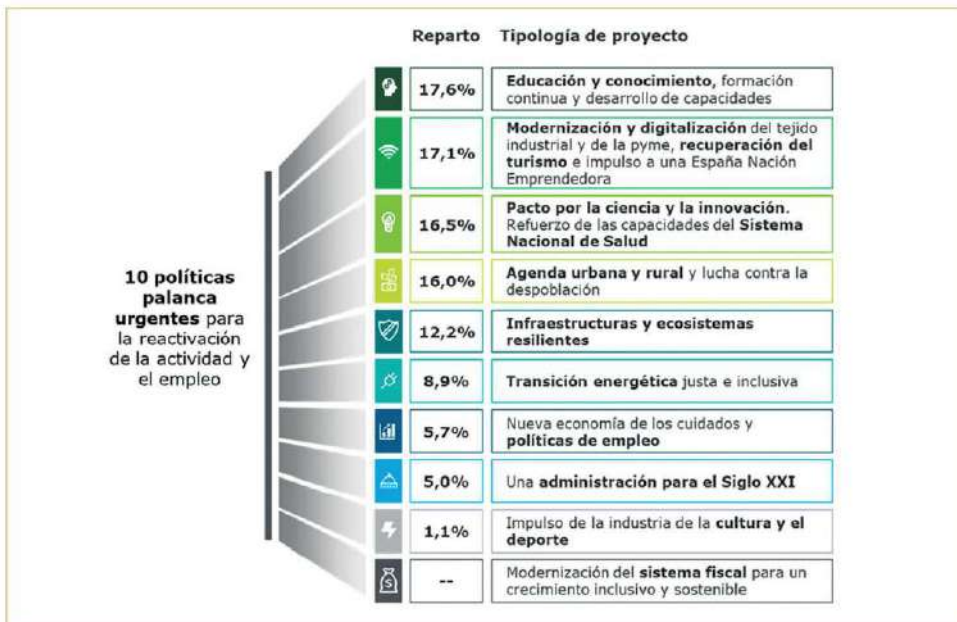 Reparto Tipología de proyecto
17,6% Educación y conocimiento, formación
continua y desarrollo de capacidades
17,1% Modernización y digitalización del tejido
industrial y de la pyme, recuperación del
turismo e impulso a una España Nación
Emprendedora
16,5% Pacto por la ciencia y la innovación.
Refuerzo de las capacidades del Sistema
Nacional de Salud
16,0% Agenda urbana y rural y lucha contra la
despoblación
12,2% Infraestructuras y ecosistemas
resilientes
8,9% Transición energética justa e inclusiva
5,7% Nueva economía de los cuidados y
políticas de empleo
5,0% Una administración para el Siglo XXI
1,1% Impulso de la industria de la cultura y el
deporte
-- Modernización del sistema fiscal para un
crecimiento inclusivo y sostenible
10 políticas
palanca
urgentes para
la reactivación
de la actividad y
el empleo